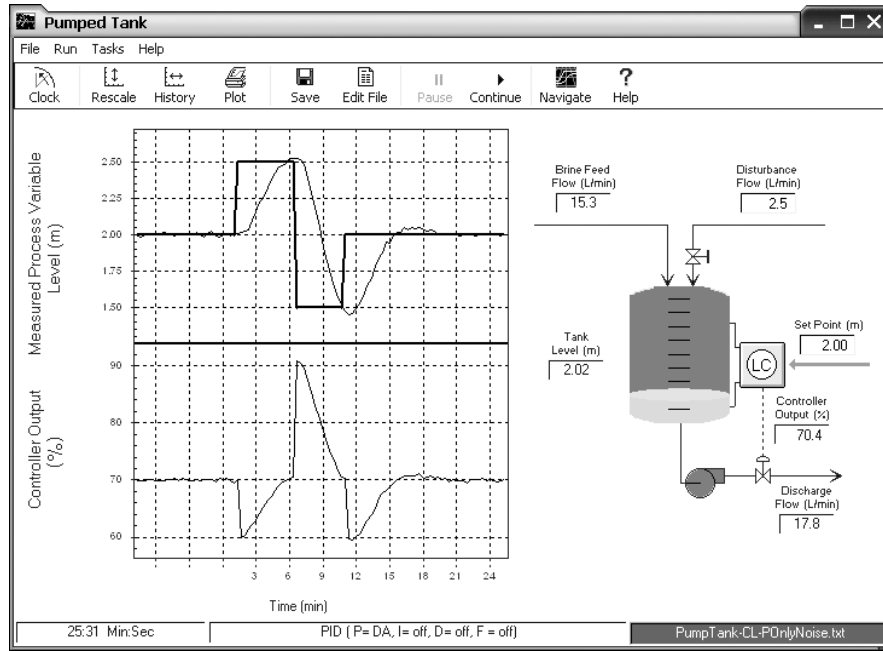 Pumped Tank
File Run Tasks Help
Clock Rescale History Plot Save Edit File Pause Continue Navigate Help
Measured Process Variable
Level (m)
2.50
2.25
2.00
1.75
1.50
Controller Output
(%)
90
80
70
60
3 6 9 12 15 18 21 24
Time (min)
Brine Feed
Flow (L/min)
15.3
Disturbance
Flow (L/min)
2.5
Tank
Level (m)
2.02
LC
Set Point (m)
2.00
Controller
Output (%)
70.4
Discharge
Flow (L/min)
17.8
25:31 Min:Sec
PID ( P= DA, I= off, D= off, F = off)
PumpTank-CL-POnlyNoise.txt